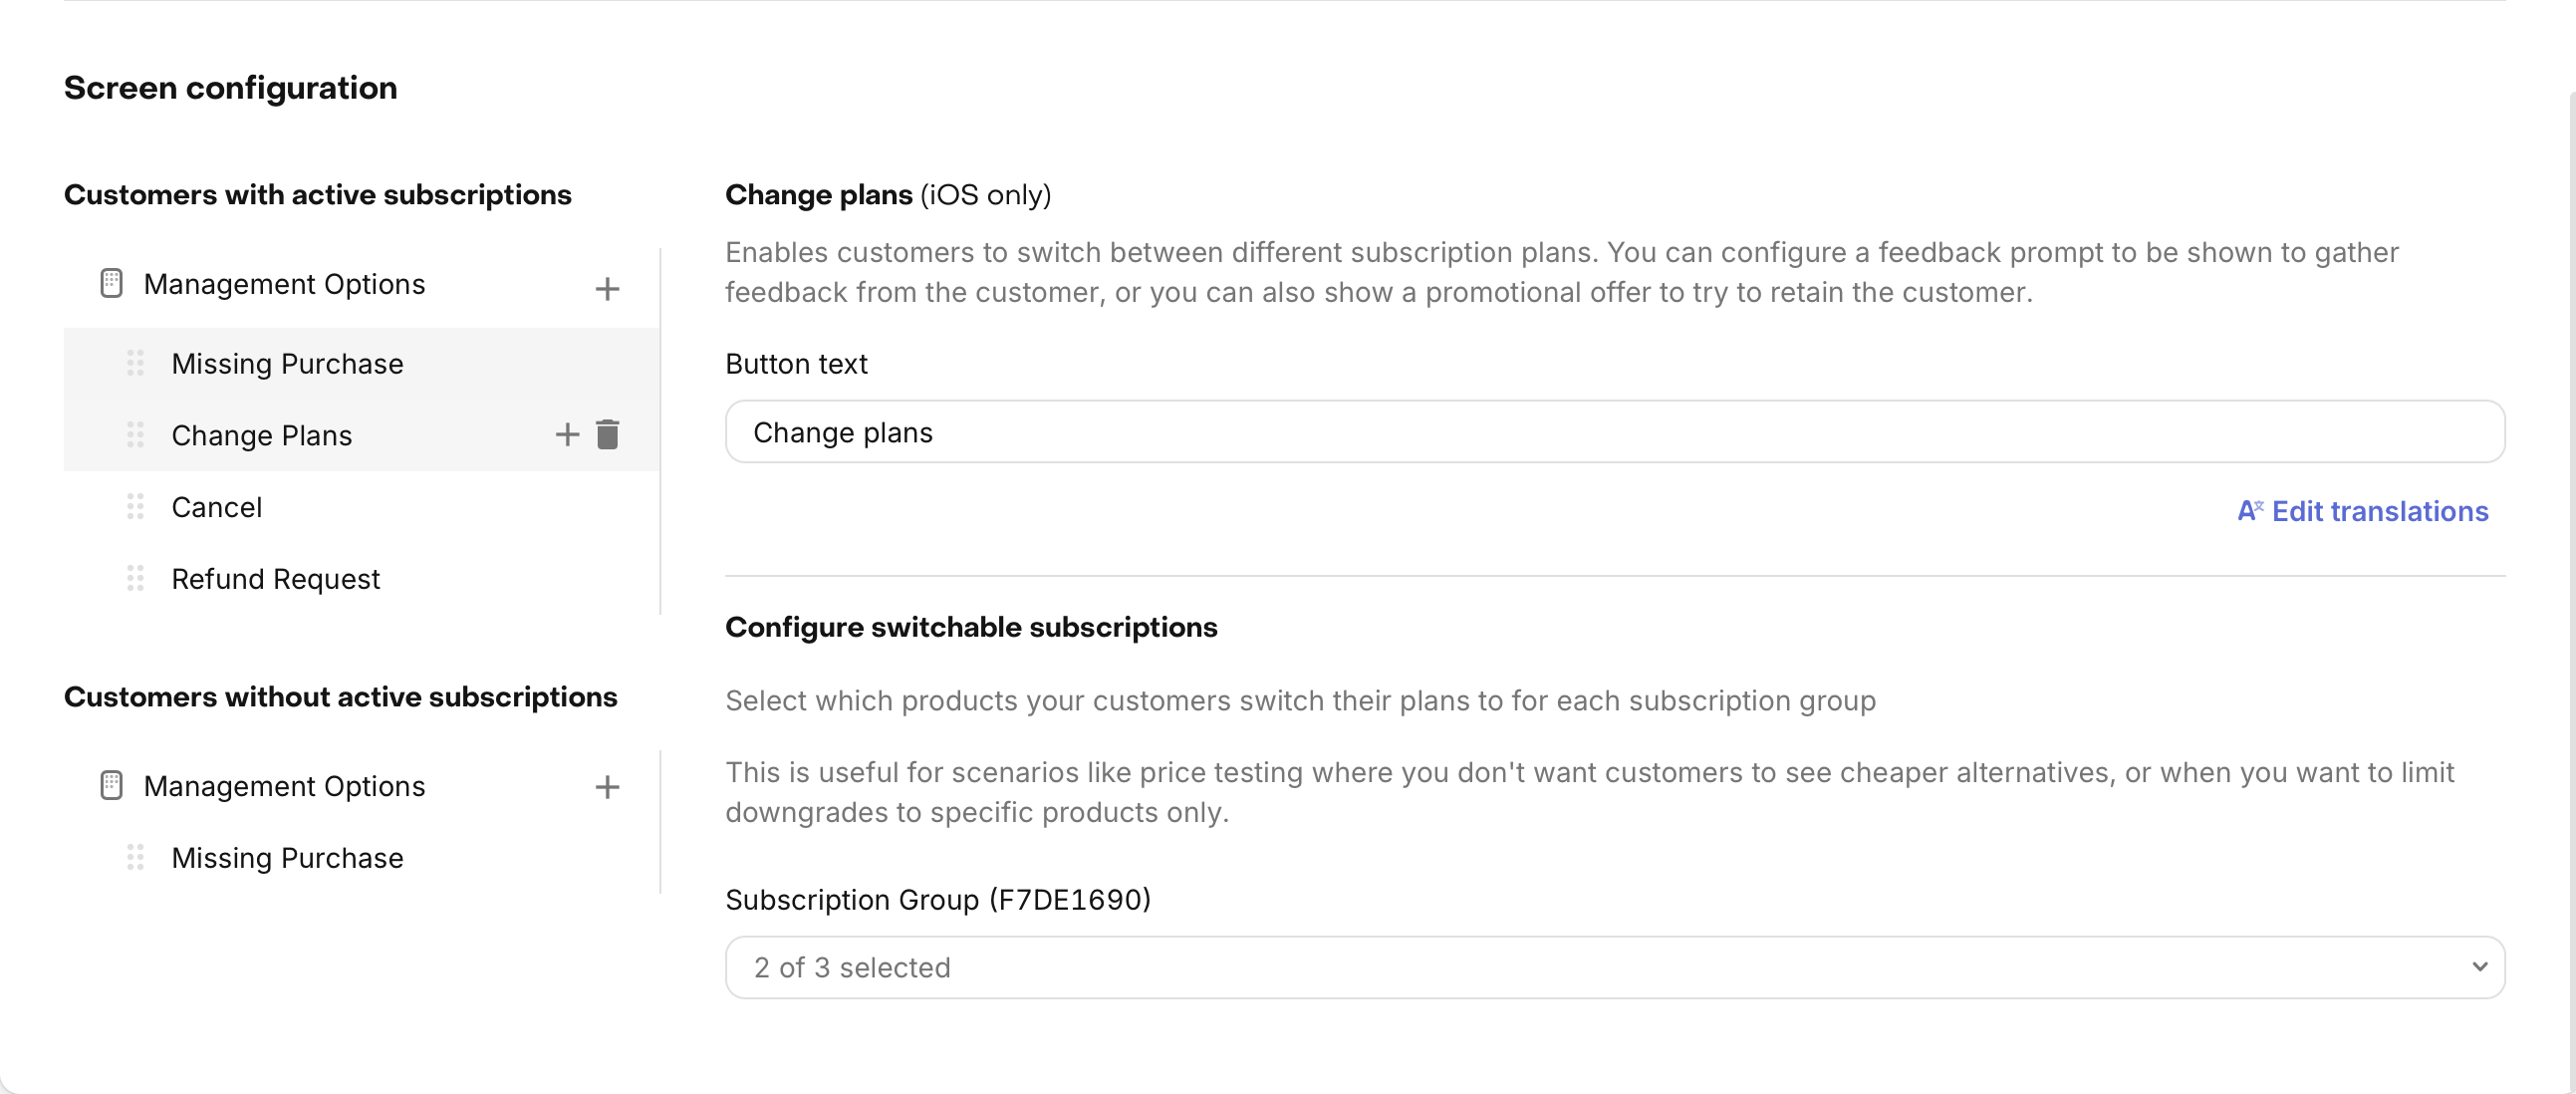 Screen configuration
Customers with active subscriptions
Management Options
Missing Purchase
Change Plans
Cancel
Refund Request
Customers without active subscriptions
Management Options
Missing Purchase
Change plans (iOS only)
Enables customers to switch between different subscription plans. You can configure a feedback prompt to be shown to gather
feedback from the customer, or you can also show a promotional offer to try to retain the customer.
Button text
Change plans
Edit translations
Configure switchable subscriptions
Select which products your customers switch their plans to for each subscription group
This is useful for scenarios like price testing where you don't want customers to see cheaper alternatives, or when you want to limit
downgrades to specific products only.
Subscription Group (F7DE1690)
2 of 3 selected